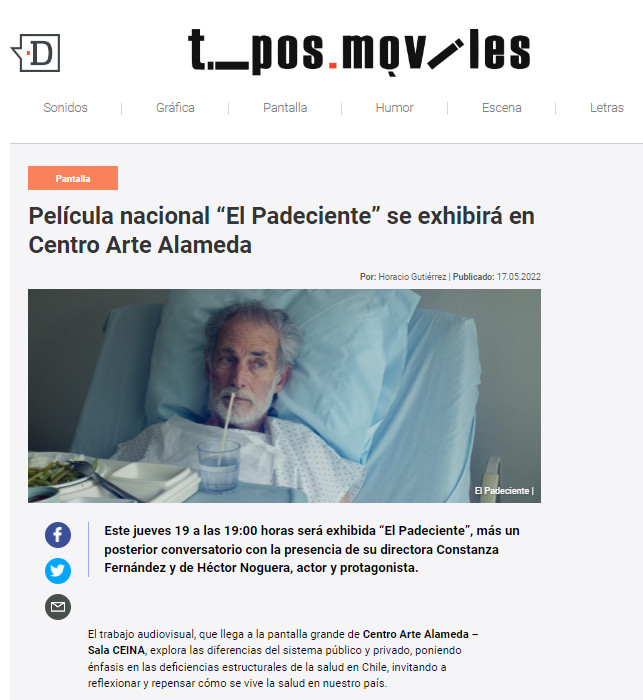 D
t_pos.mqv/les
Sonidos
Gráfica
Pantalla
Humor
Escena
Letras
Pantalla
Película nacional “El Padeciente” se exhibirá en
Centro Arte Alameda
Por: Horacio Gutiérrez | Publicado: 17.05.2022
El Padeciente |
Este jueves 19 a las 19:00 horas será exhibida “El Padeciente”, más un
posterior conversatorio con la presencia de su directora Constanza
Fernández y de Héctor Noguera, actor y protagonista.
El trabajo audiovisual, que llega a la pantalla grande de Centro Arte Alameda –
Sala CEINA, explora las diferencias del sistema público y privado, poniendo
énfasis en las deficiencias estructurales de la salud en Chile, invitando a
reflexionar y repensar cómo se vive la salud en nuestro país.